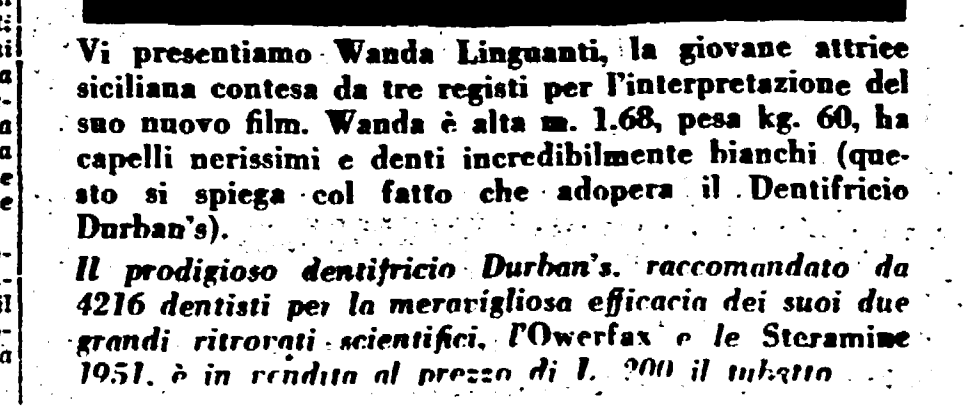 Vi presentiamo Wanda Linguanti, la giovane attrice
siciliana contesa da tre registi per l'interpretazione del
suo nuovo film. Wanda è alta m. 1.68, pesa kg. 60, ha
capelli nerissimi e denti incredibilmente bianchi (que-
sto si spiega col fatto che adopera il Dentifricio
Durban's).
Il prodigioso dentifricio Durban's, raccomandato da
4216 dentisti per la meravigliosa efficacia dei suoi due
grandi ritrovati scientifici, l'Owerfax e le Steramine
1951, è in vendita al prezzo di L. 200 il tubetto